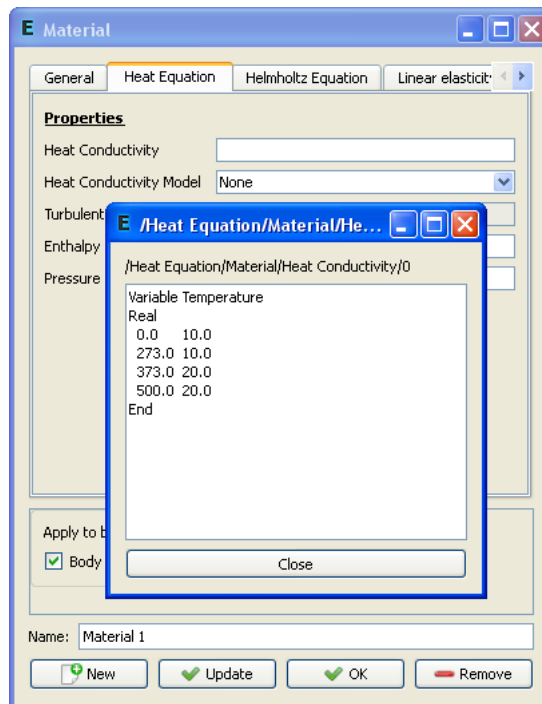 E Material
General Heat Equation Helmholtz Equation Linear elasticit
Properties
Heat Conductivity
Heat Conductivity Model None
Turbulent
Enthalpy
Pressure
E /Heat Equation/Material/He...
/Heat Equation/Material/Heat Conductivity/0
Variable Temperature
Real
0.0 10.0
273.0 10.0
373.0 20.0
500.0 20.0
End
Close
Apply to b
Body
Name: Material 1
New Update OK Remove